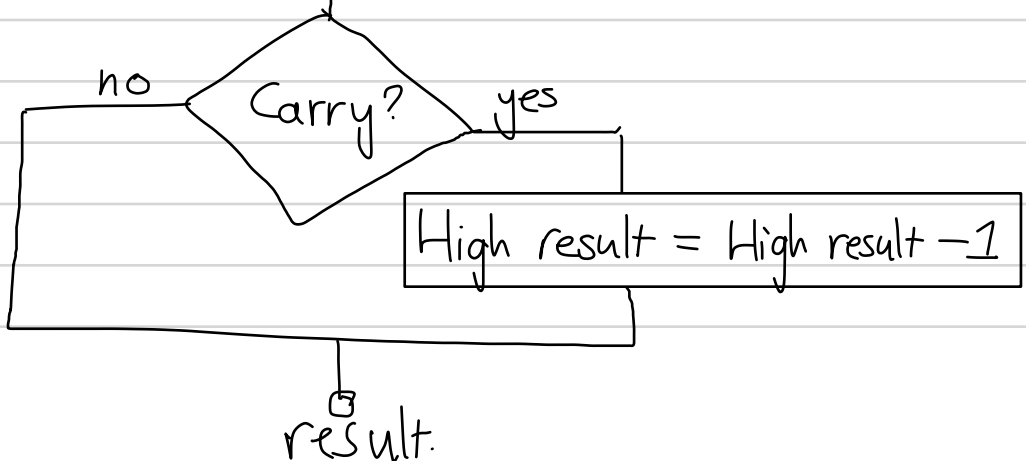 no
Carry?
yes
High result = High result - 1
result.